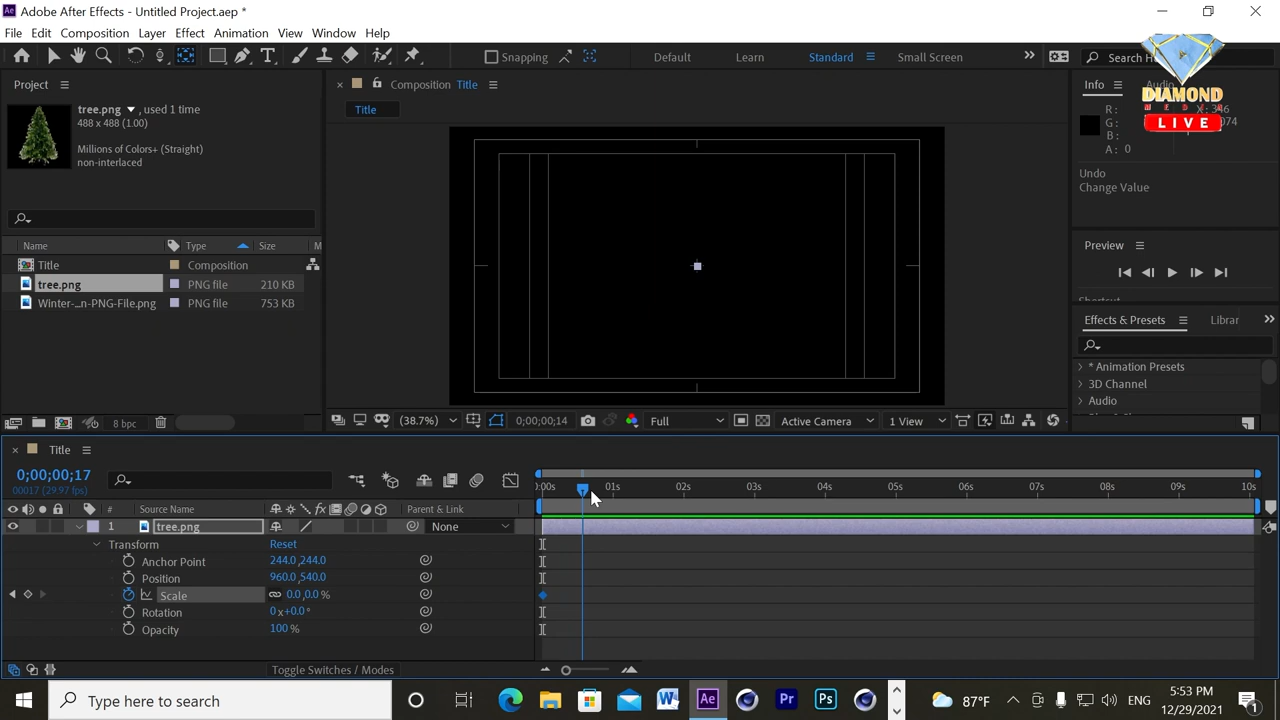 Adobe After Effects - Untitled Project.aep *
File Edit Composition Layer Effect Animation View Window Help
Snapping Default Learn Standard Small Screen Search H
DIAMOND
MEDIA
LIVE
Project
tree.png, used 1 time
488 x 488 (1.00)
Millions of Colors+ (Straight)
non-interlaced
Name Type Size
Title Composition
tree.png PNG file 210 KB
Winter-...n-PNG-File.png PNG file 753 KB
8 bpc
Composition Title
Title
(38.7%) 0;00;00;14 Full Active Camera 1 View
Info
R:
G:
B:
A: 0
Undo
Change Value
Preview
Effects & Presets Librar
* Animation Presets
3D Channel
Audio
Title
0;00;00;17
00017 (29.97 fps)
:00s 01s 02s 03s 04s 05s 06s 07s 08s 09s 10s
# Source Name Parent & Link
1 tree.png None
Transform Reset
Anchor Point 244.0,244.0
Position 960.0,540.0
Scale 0.0,0.0 %
Rotation 0x+0.0°
Opacity 100 %
Toggle Switches / Modes
Type here to search
87°F ENG
5:53 PM
12/29/2021